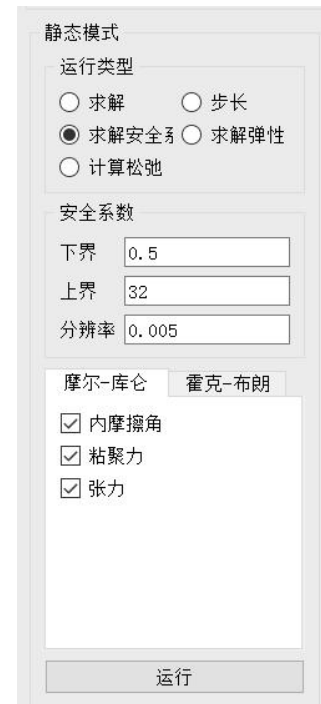 静态模式
运行类型
求解 步长
求解安全系 求解弹性
计算松弛
安全系数
下界 0.5
上界 32
分辨率 0.005
摩尔-库仑 霍克-布朗
内摩擦角
粘聚力
张力
运行